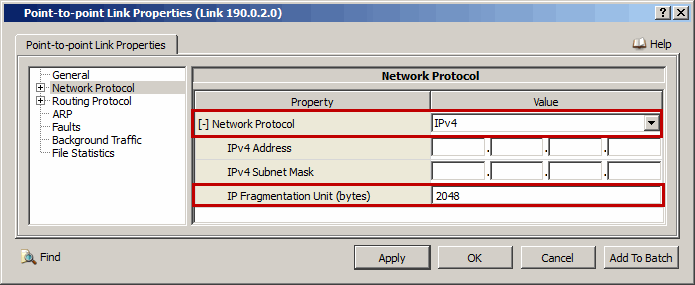 Point-to-point Link Properties (Link 190.0.2.0)
Point-to-point Link Properties
Help
General
Network Protocol
Routing Protocol
ARP
Faults
Background Traffic
File Statistics
Network Protocol
Property Value
[-] Network Protocol IPv4
IPv4 Address . . .
IPv4 Subnet Mask . . .
IP Fragmentation Unit (bytes) 2048
Find
Apply OK Cancel Add To Batch